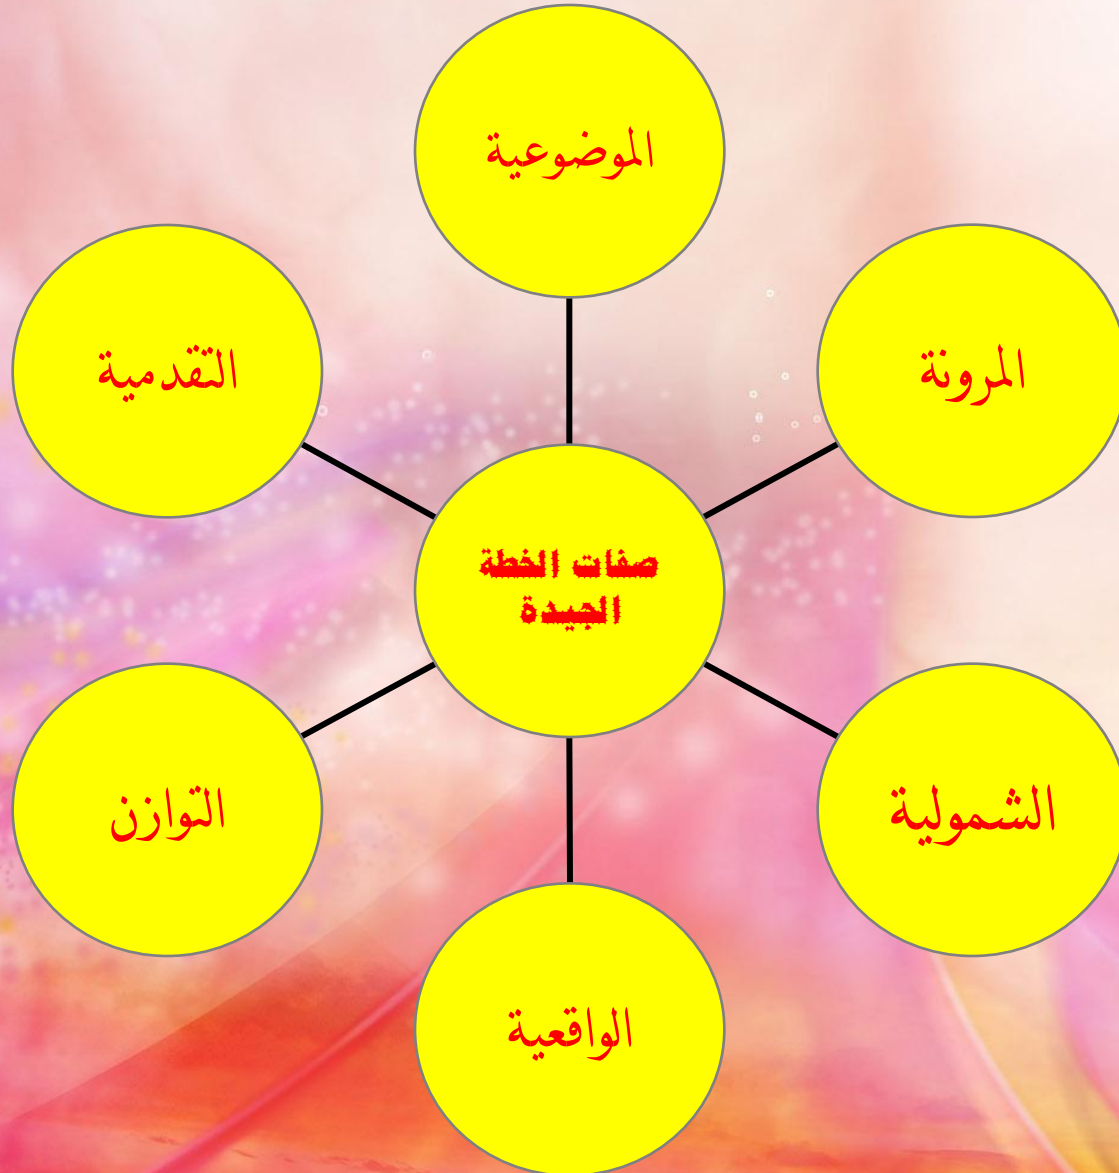 صفات الخطة
الجيدة
الموضوعية
المرونة
الشمولية
الواقعية
التوازن
التقدمية